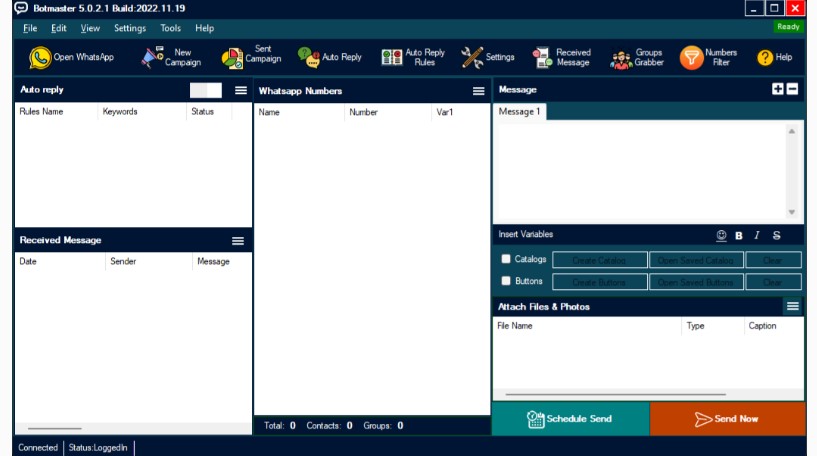 Botmaster 5.0.2.1 Build:2022.11.19
File Edit View Settings Tools Help
Ready
Open WhatsApp
New Campaign
Sent Campaign
Auto Reply
Auto Reply Rules
Settings
Received Message
Groups Grabber
Numbers Filter
Help
Auto reply
Rules Name Keywords Status
Received Message
Date Sender Message
Whatsapp Numbers
Name Number Var1
Total: 0 Contacts: 0 Groups: 0
Message
Message 1
Insert Variables
B I S
Catalogs Create Catalog Open Saved Catalog Clear
Buttons Create Buttons Open Saved Buttons Clear
Attach Files & Photos
File Name Type Caption
Schedule Send
Send Now
Connected Status:LoggedIn